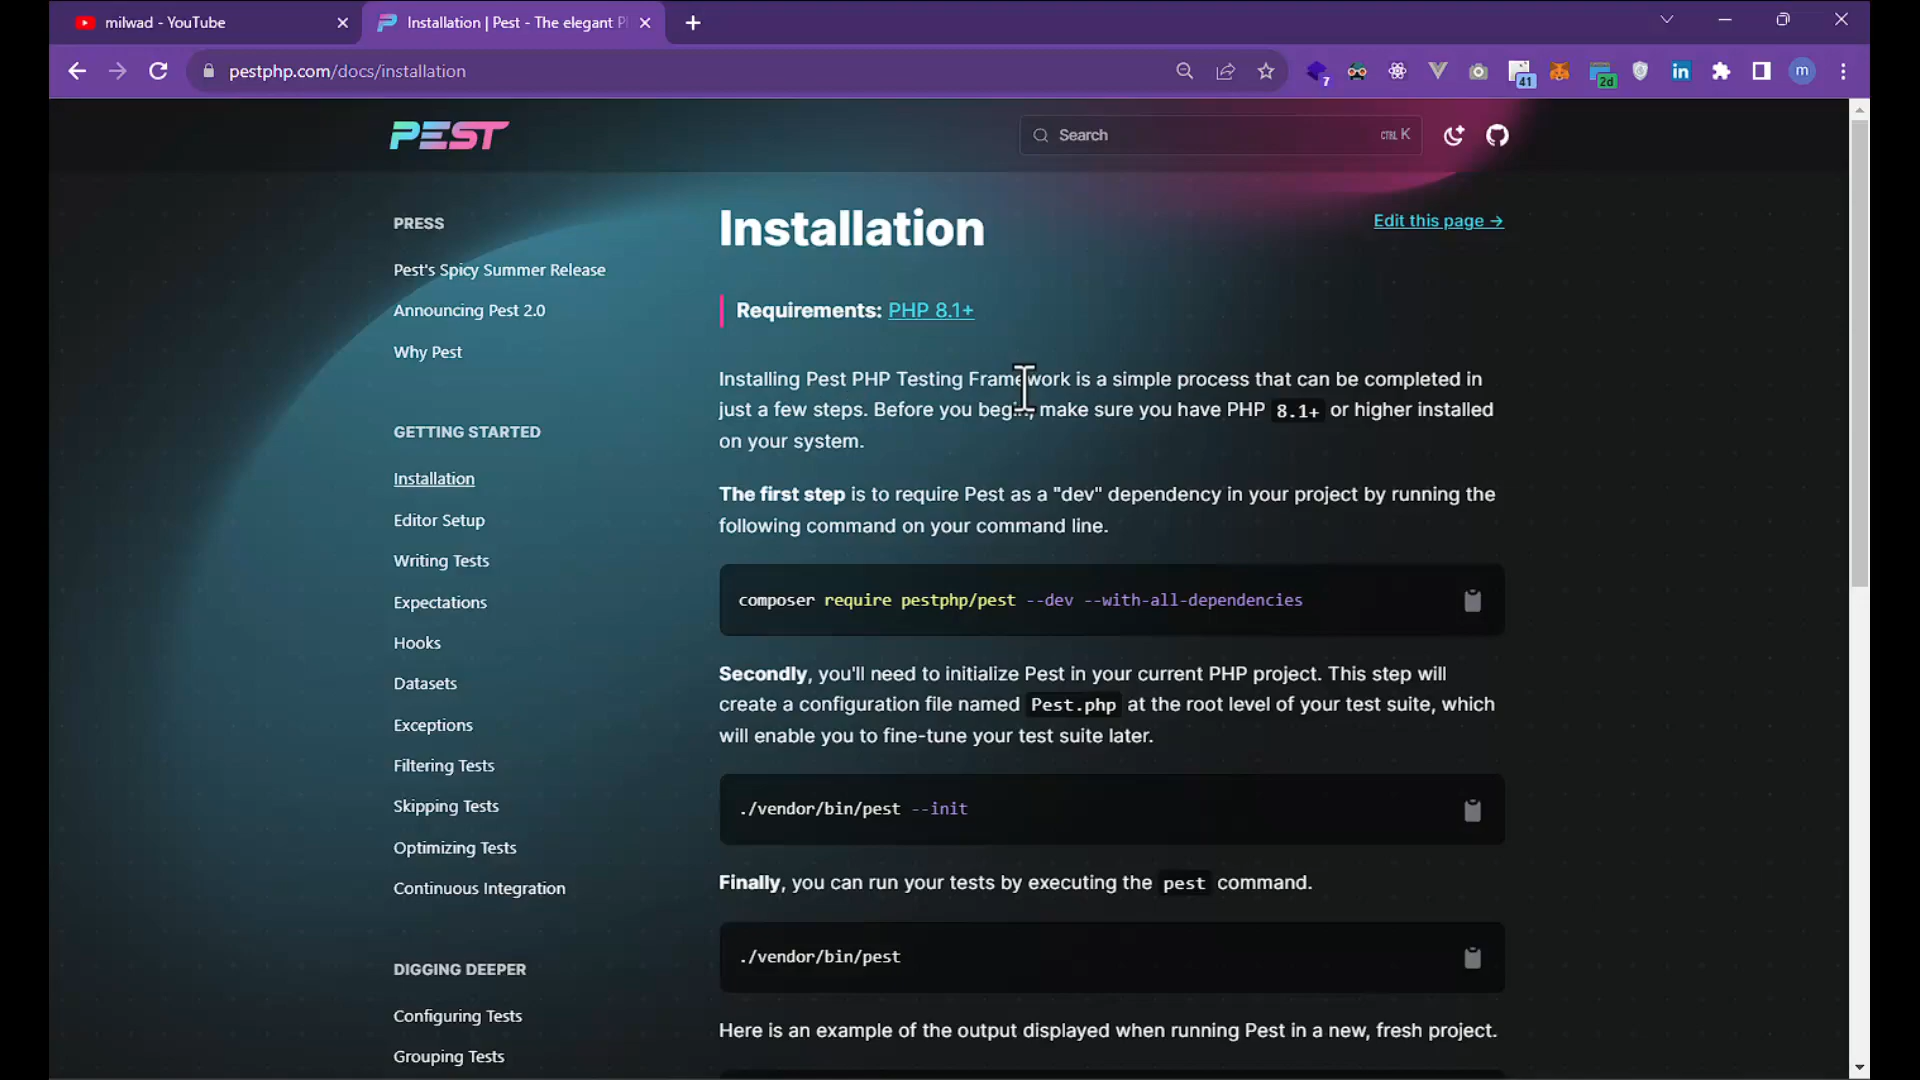 milwad - YouTube
Installation | Pest - The elegant P
pestphp.com/docs/installation
7
41
2d
in
m
PEST
Search
CTRL K
PRESS
Pest's Spicy Summer Release
Announcing Pest 2.0
Why Pest
GETTING STARTED
Installation
Editor Setup
Writing Tests
Expectations
Hooks
Datasets
Exceptions
Filtering Tests
Skipping Tests
Optimizing Tests
Continuous Integration
DIGGING DEEPER
Configuring Tests
Grouping Tests
Installation
Edit this page →
Requirements: PHP 8.1+
Installing Pest PHP Testing Framework is a simple process that can be completed in
just a few steps. Before you begin, make sure you have PHP 8.1+ or higher installed
on your system.
The first step is to require Pest as a "dev" dependency in your project by running the
following command on your command line.
composer require pestphp/pest --dev --with-all-dependencies
Secondly, you'll need to initialize Pest in your current PHP project. This step will
create a configuration file named Pest.php at the root level of your test suite, which
will enable you to fine-tune your test suite later.
./vendor/bin/pest --init
Finally, you can run your tests by executing the pest command.
./vendor/bin/pest
Here is an example of the output displayed when running Pest in a new, fresh project.